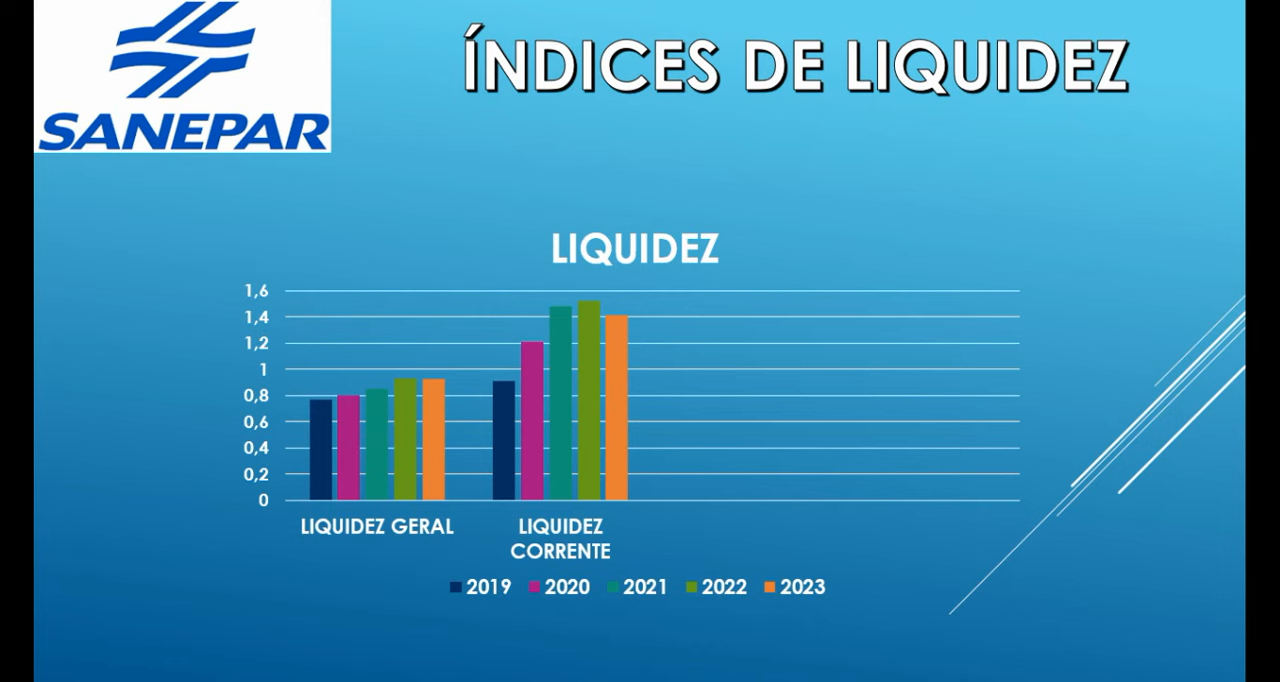 SANEPAR
ÍNDICES DE LIQUIDEZ
LIQUIDEZ
1,6
1,4
1,2
1
0,8
0,6
0,4
0,2
0
LIQUIDEZ GERAL
LIQUIDEZ
CORRENTE
2019 2020 2021 2022 2023